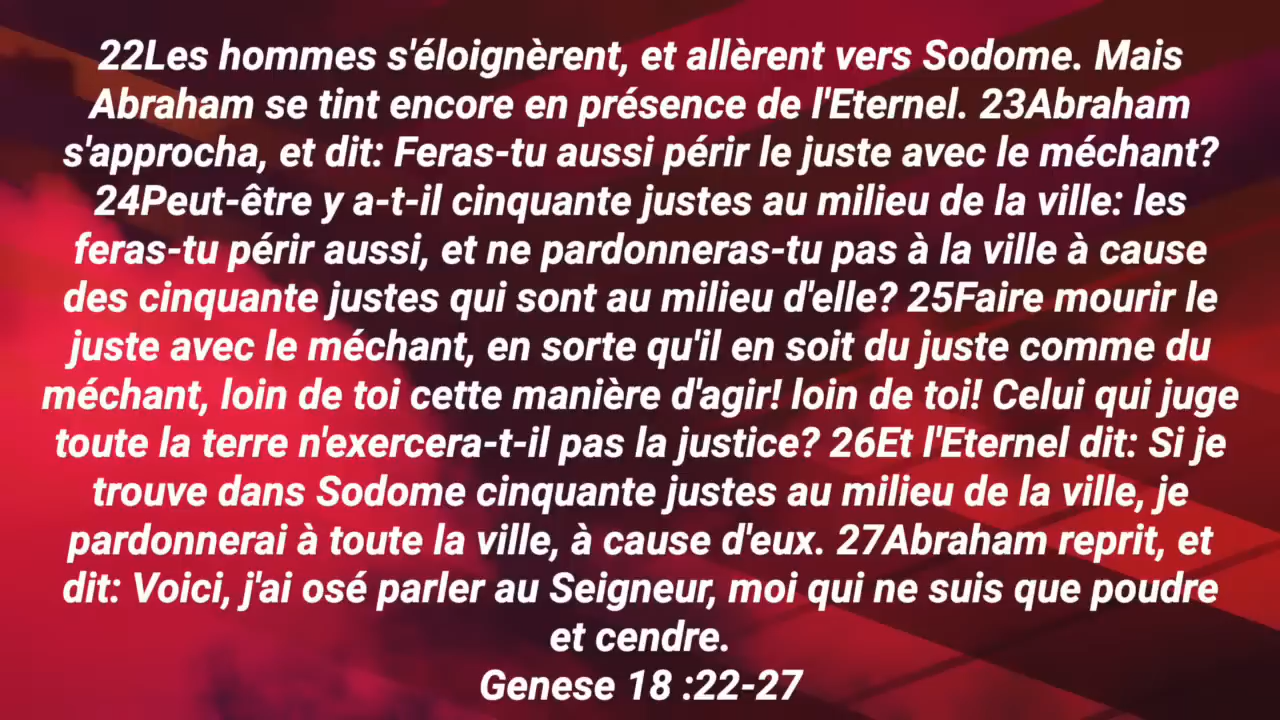 22Les hommes s'éloignèrent, et allèrent vers Sodome. Mais
Abraham se tint encore en présence de l'Eternel. 23Abraham
s'approcha, et dit: Feras-tu aussi périr le juste avec le méchant?
24Peut-être y a-t-il cinquante justes au milieu de la ville: les
feras-tu périr aussi, et ne pardonneras-tu pas à la ville à cause
des cinquante justes qui sont au milieu d'elle? 25Faire mourir le
juste avec le méchant, en sorte qu'il en soit du juste comme du
méchant, loin de toi cette manière d'agir! loin de toi! Celui qui juge
toute la terre n'exercera-t-il pas la justice? 26Et l'Eternel dit: Si je
trouve dans Sodome cinquante justes au milieu de la ville, je
pardonnerai à toute la ville, à cause d'eux. 27Abraham reprit, et
dit: Voici, j'ai osé parler au Seigneur, moi qui ne suis que poudre
et cendre.
Genese 18 :22-27